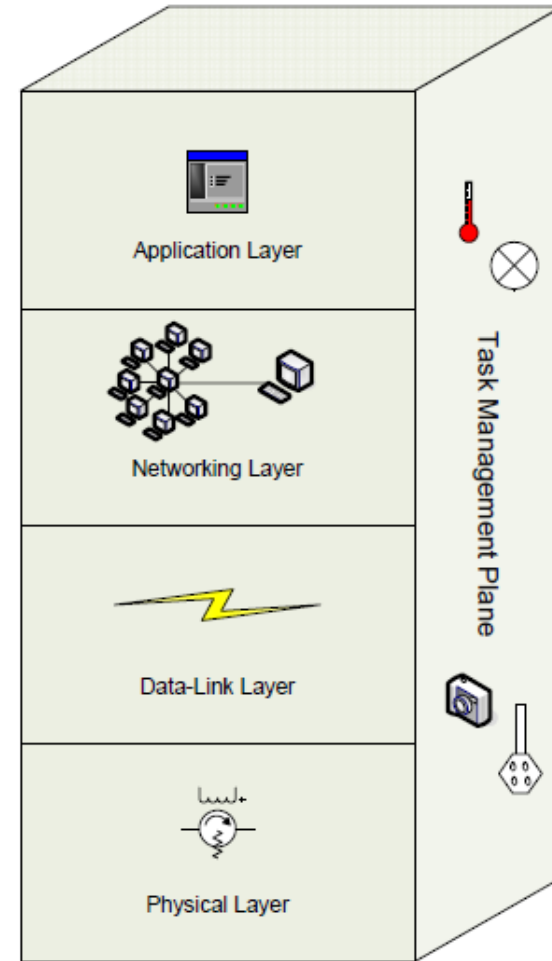 Application Layer
Networking Layer
Data-Link Layer
Physical Layer
Task Management Plane